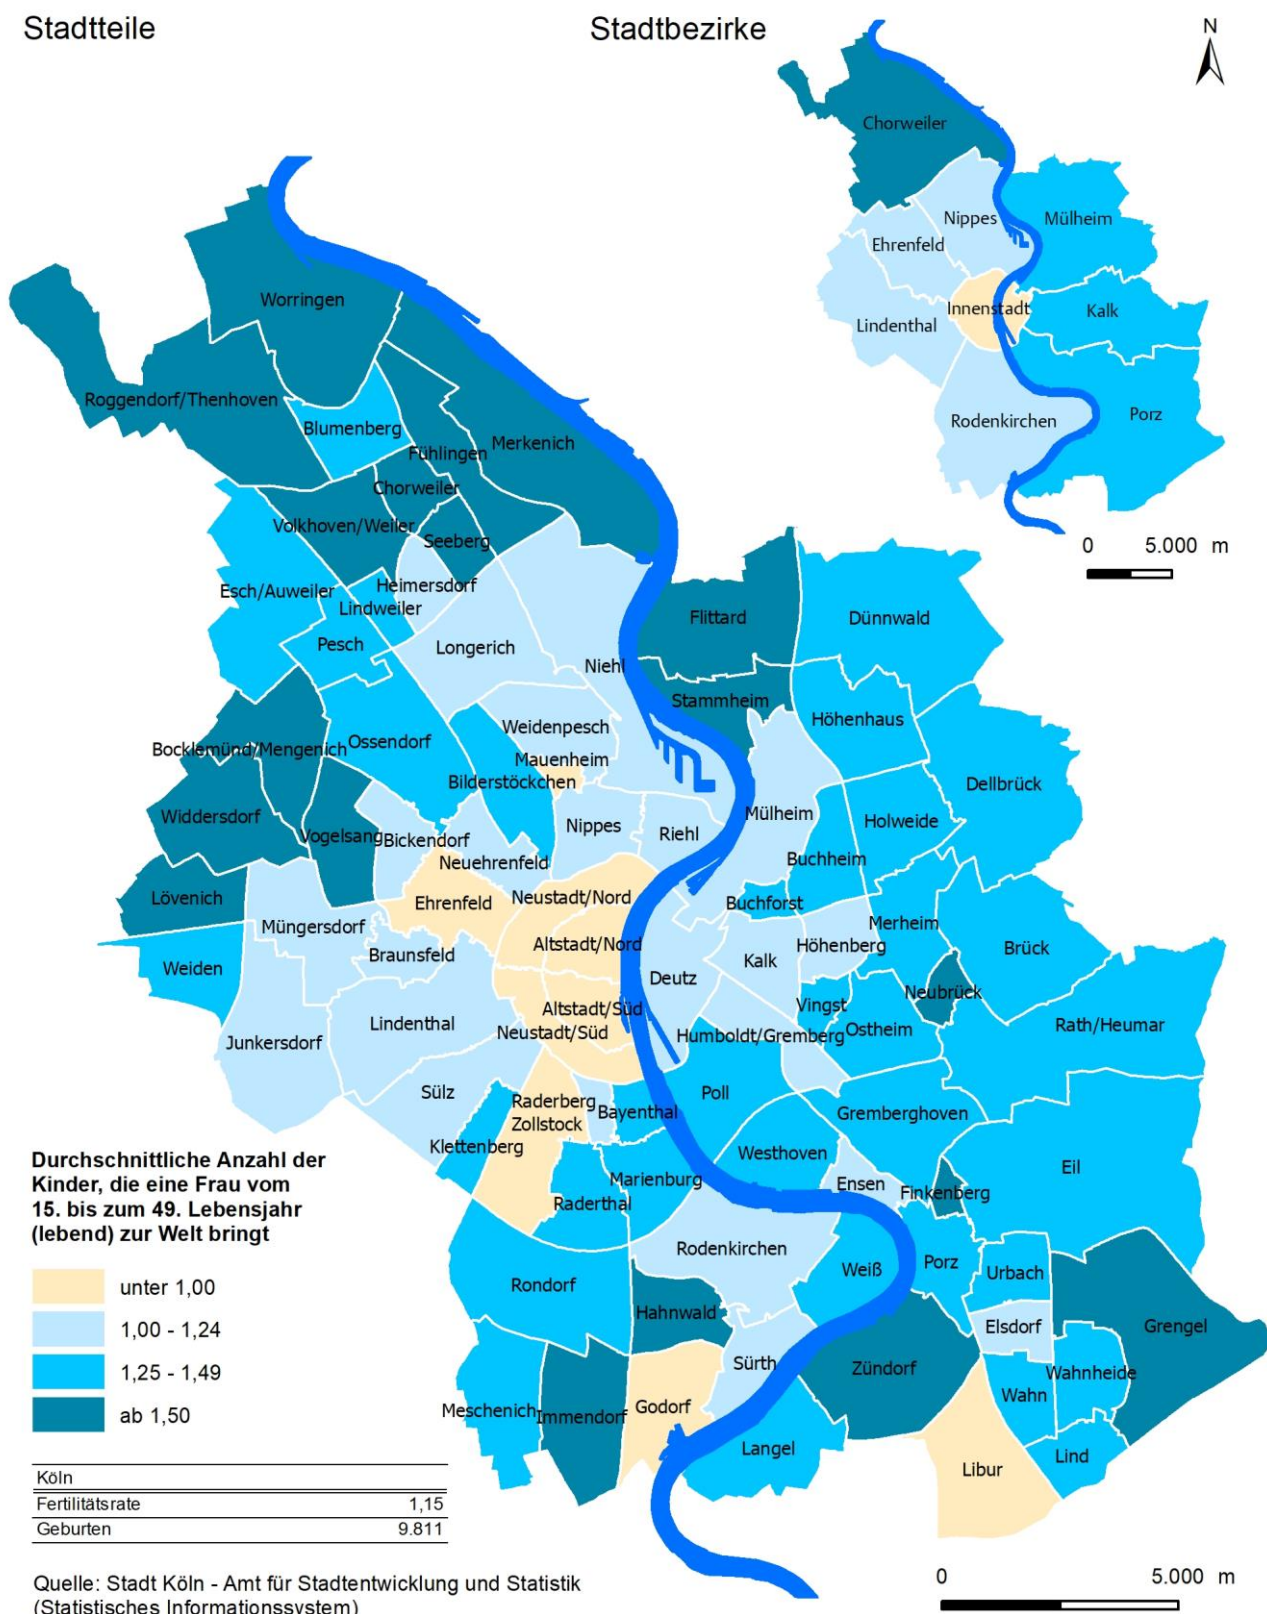 Stadtteile
Stadtbezirke
N
Chorweiler
Nippes
Mülheim
Ehrenfeld
Innenstadt
Kalk
Lindenthal
Rodenkirchen
Porz
0 5.000 m
Worringen
Roggendorf/Thenhoven
Blumenberg
Merkenich
Fühlingen
Chorweiler
Volkhoven/Weiler
Seeberg
Heimersdorf
Esch/Auweiler
Lindweiler
Pesch
Longerich
Niehl
Flittard
Dünnwald
Stammheim
Höhenhaus
Weidenpesch
Ossendorf
Bocklemünd/Mengenich
Mauenheim
Bilderstöckchen
Dellbrück
Widdersdorf
Vogelsang
Bickendorf
Nippes
Riehl
Mülheim
Holweide
Neuehrenfeld
Buchheim
Lövenich
Ehrenfeld
Neustadt/Nord
Buchforst
Müngersdorf
Merheim
Altstadt/Nord
Höhenberg
Brück
Braunsfeld
Weiden
Kalk
Deutz
Neubrück
Vingst
Altstadt/Süd
Lindenthal
Neustadt/Süd
Humboldt/Gremberg
Ostheim
Rath/Heumar
Junkersdorf
Sülz
Raderberg
Zollstock
Bayenthal
Poll
Gremberghoven
Klettenberg
Westhoven
Eil
Marienburg
Ensen
Finkenberg
Raderthal
Rodenkirchen
Weiß
Porz
Urbach
Rondorf
Hahnwald
Elsdorf
Grengel
Sürth
Zündorf
Wahnheide
Wahn
Meschenich
Immendorf
Godorf
Langel
Lind
Libur
Durchschnittliche Anzahl der
Kinder, die eine Frau vom
15. bis zum 49. Lebensjahr
(lebend) zur Welt bringt
unter 1,00
1,00 - 1,24
1,25 - 1,49
ab 1,50
Köln
Fertilitätsrate 1,15
Geburten 9.811
Quelle: Stadt Köln - Amt für Stadtentwicklung und Statistik
(Statistisches Informationssystem)
0 5.000 m